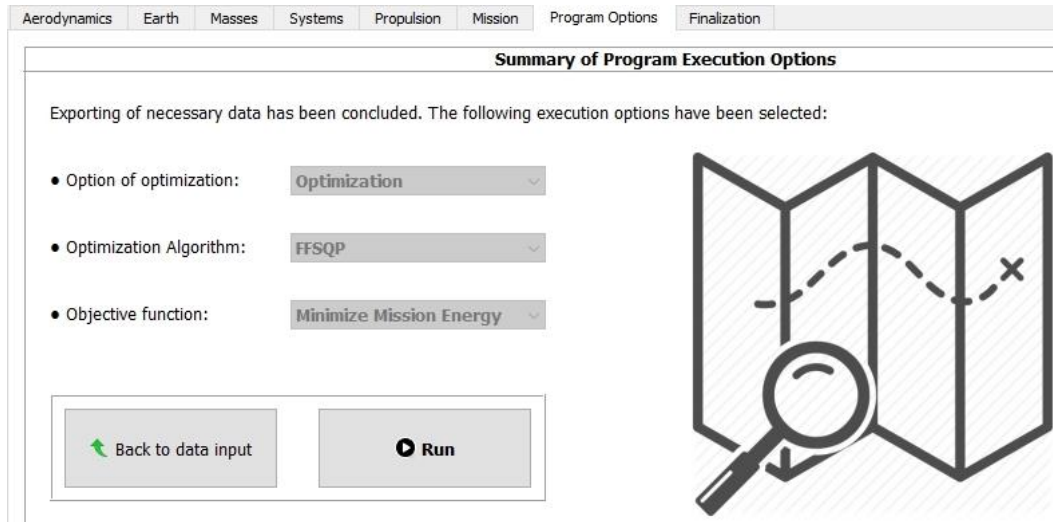 Aerodynamics Earth Masses Systems Propulsion Mission Program Options Finalization
Summary of Program Execution Options
Exporting of necessary data has been concluded. The following execution options have been selected:
• Option of optimization: Optimization
• Optimization Algorithm: FFSQP
• Objective function: Minimize Mission Energy
Back to data input Run